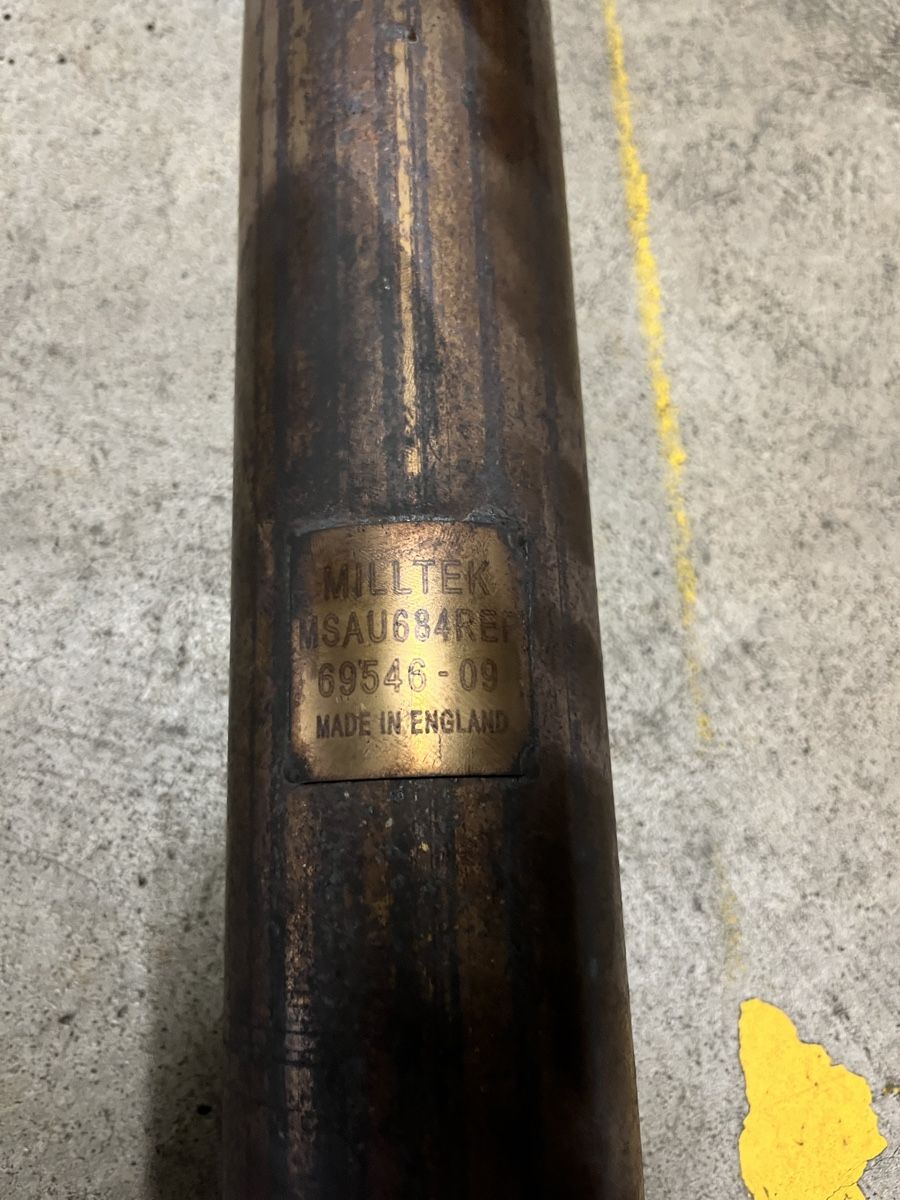 MILLTEK
MSAU684REP
69546-09
MADE IN ENGLAND